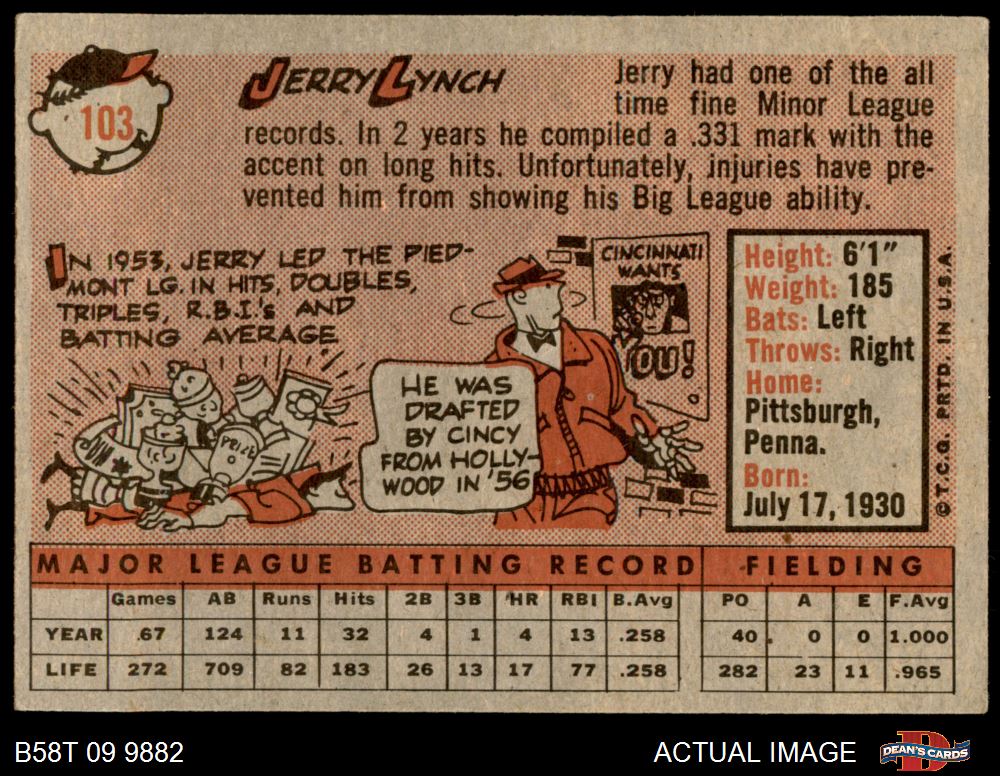 103
JERRY LYNCH
Jerry had one of the all
time fine Minor League
records. In 2 years he compiled a .331 mark with the
accent on long hits. Unfortunately, injuries have pre-
vented him from showing his Big League ability.
IN 1953, JERRY LED THE PIED-
MONT LG. IN HITS, DOUBLES,
TRIPLES, R.B.I.'s AND
BATTING AVERAGE
CINCINNATI
WANTS
YOU!
HE WAS
DRAFTED
BY CINCY
FROM HOLLY-
WOOD IN '56
Height: 6'1"
Weight: 185
Bats: Left
Throws: Right
Home:
Pittsburgh,
Penna.
Born:
July 17, 1930
© T.C.G. PRTD. IN U.S.A.
MAJOR LEAGUE BATTING RECORD FIELDING
Games AB Runs Hits 2B 3B HR RBI B.Avg PO A E F.Avg
YEAR 67 124 11 32 4 1 4 13 .258 40 0 0 1.000
LIFE 272 709 82 183 26 13 17 77 .258 282 23 11 .965
B58T 09 9882 ACTUAL IMAGE DEAN'S CARDS